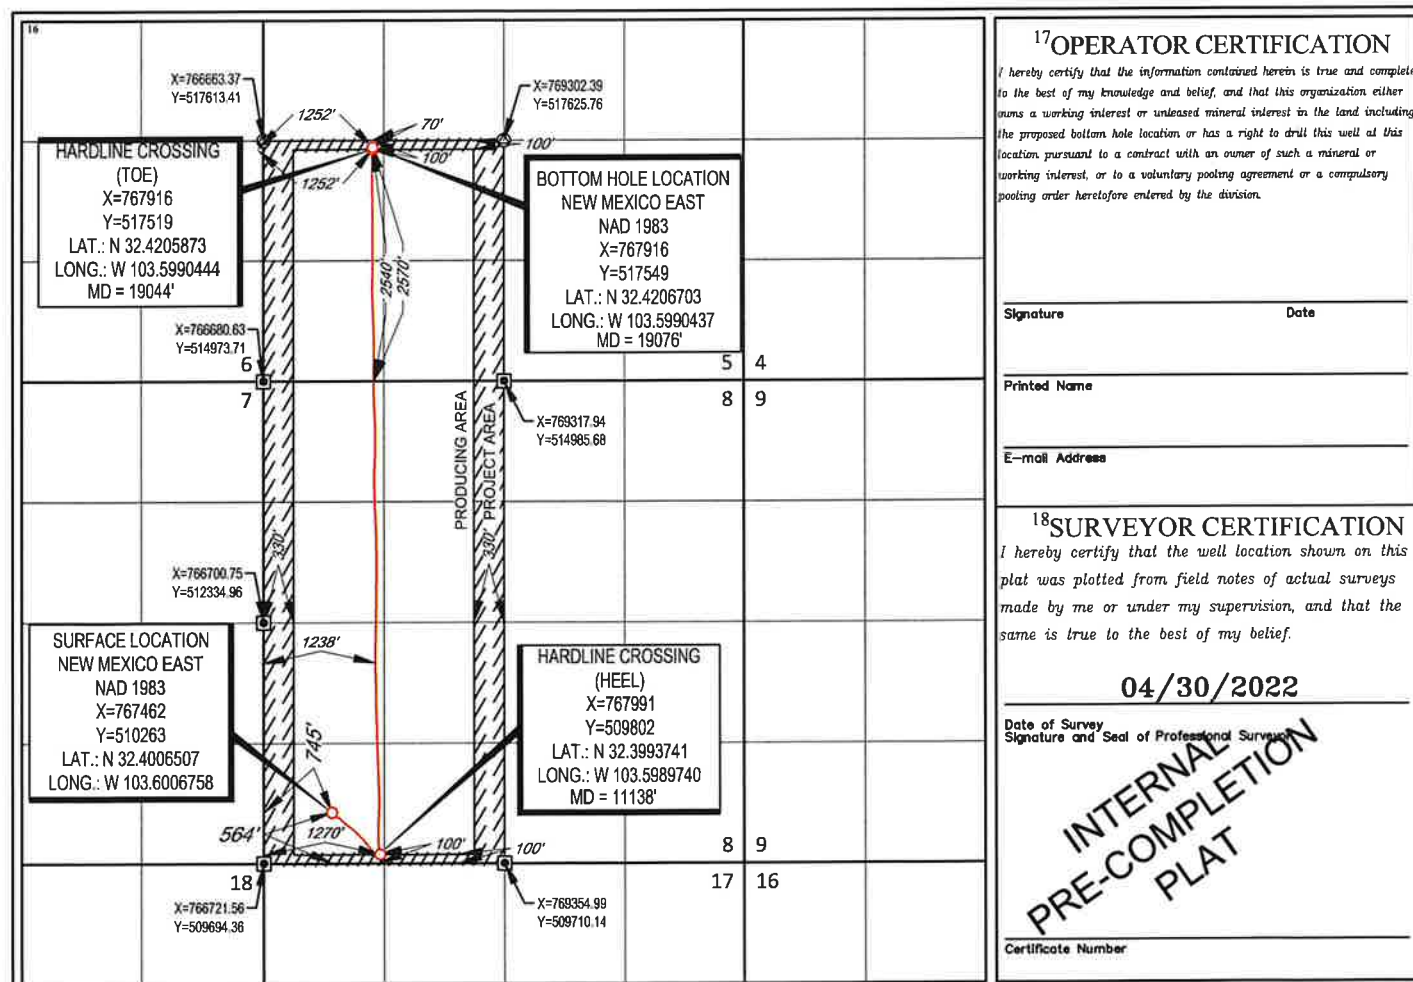 16
X=766663.37
Y=517613.41
X=769302.39
Y=517625.76
1252'
70'
100'
100'
1252'
HARDLINE CROSSING
(TOE)
X=767916
Y=517519
LAT.: N 32.4205873
LONG.: W 103.5990444
MD = 19044'
BOTTOM HOLE LOCATION
NEW MEXICO EAST
NAD 1983
X=767916
Y=517549
LAT.: N 32.4206703
LONG.: W 103.5990437
MD = 19076'
2540'
2570'
X=766680.63
Y=514973.71
6
5 4
7
8 9
X=769317.94
Y=514985.68
PRODUCING AREA
PROJECT AREA
330'
330'
X=766700.75
Y=512334.96
1238'
SURFACE LOCATION
NEW MEXICO EAST
NAD 1983
X=767462
Y=510263
LAT.: N 32.4006507
LONG.: W 103.6006758
HARDLINE CROSSING
(HEEL)
X=767991
Y=509802
LAT.: N 32.3993741
LONG.: W 103.5989740
MD = 11138'
745'
564'
1270'
100'
100'
8 9
18
17 16
X=766721.56
Y=509694.36
X=769354.99
Y=509710.14
17OPERATOR CERTIFICATION
I hereby certify that the information contained herein is true and complete
to the best of my knowledge and belief, and that this organization either
owns a working interest or unleased mineral interest in the land including
the proposed bottom hole location or has a right to drill this well at this
location pursuant to a contract with an owner of such a mineral or
working interest, or to a voluntary pooling agreement or a compulsory
pooling order heretofore entered by the division.
Signature Date
Printed Name
E-mail Address
18SURVEYOR CERTIFICATION
I hereby certify that the well location shown on this
plat was plotted from field notes of actual surveys
made by me or under my supervision, and that the
same is true to the best of my belief.
04/30/2022
Date of Survey
Signature and Seal of Professional Surveyor
INTERNAL
PRE-COMPLETION
PLAT
Certificate Number